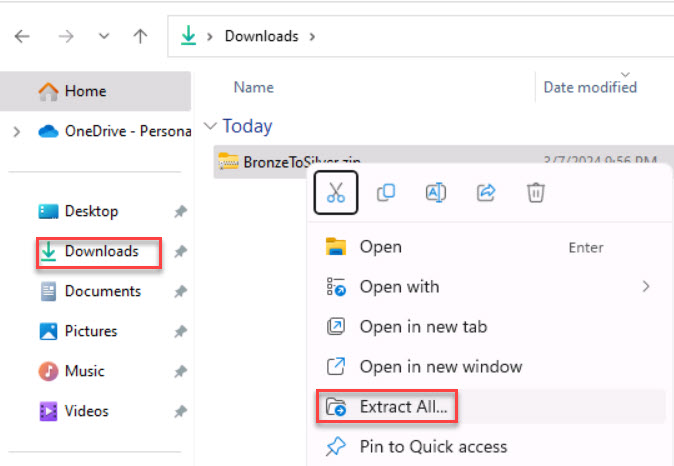 Downloads
Home
Name
Date modified
OneDrive - Persona
Today
BronzeToSilver.zip
3/7/2024 9:56 PM
Desktop
Downloads
Open
Enter
Documents
Open with
Pictures
Open in new tab
Music
Open in new window
Videos
Extract All...
Pin to Quick access